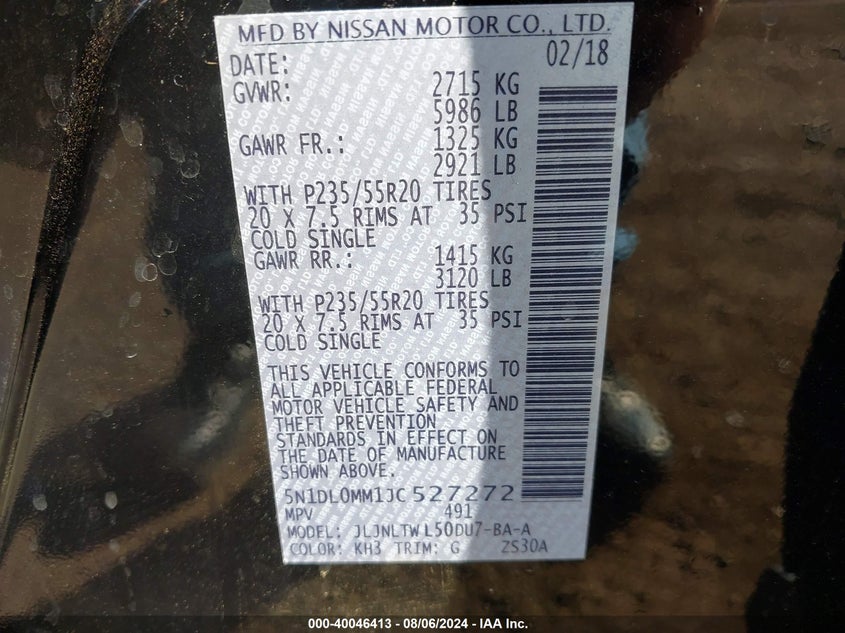 MFD BY NISSAN MOTOR CO., LTD.
DATE: 02/18
GVWR: 2715 KG
5986 LB
GAWR FR.: 1325 KG
2921 LB
WITH P235/55R20 TIRES
20 X 7.5 RIMS AT 35 PSI
COLD SINGLE
GAWR RR.: 1415 KG
3120 LB
WITH P235/55R20 TIRES
20 X 7.5 RIMS AT 35 PSI
COLD SINGLE
THIS VEHICLE CONFORMS TO
ALL APPLICABLE FEDERAL
MOTOR VEHICLE SAFETY AND
THEFT PREVENTION
STANDARDS IN EFFECT ON
THE DATE OF MANUFACTURE
SHOWN ABOVE.
5N1DL0MM1JC527272
MPV 491
MODEL: JLJNLTWL50DU7-BA-A
COLOR: KH3 TRIM: G ZS30A
000-40046413 - 08/06/2024 - IAA Inc.